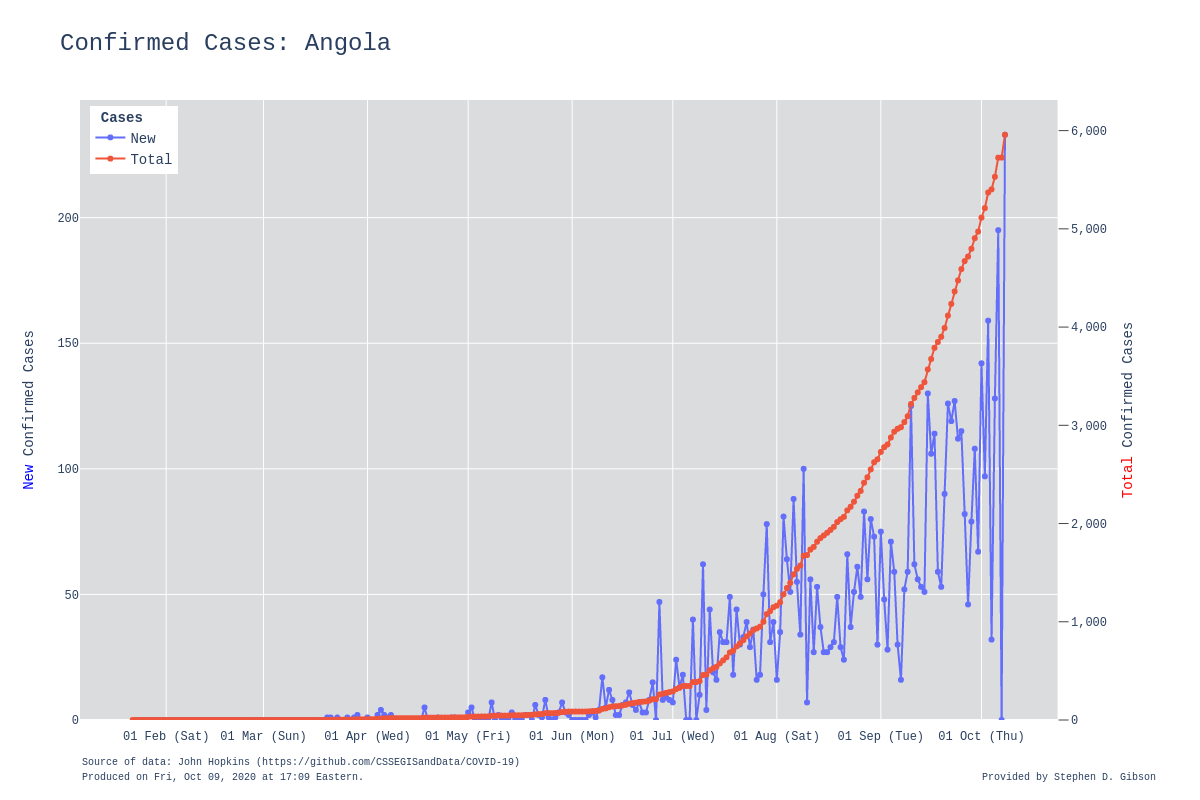 Confirmed Cases: Angola
Cases
New
Total
6,000
5,000
4,000
3,000
2,000
1,000
0
200
150
100
50
0
New Confirmed Cases
Total Confirmed Cases
01 Feb (Sat) 01 Mar (Sun) 01 Apr (Wed) 01 May (Fri) 01 Jun (Mon) 01 Jul (Wed) 01 Aug (Sat) 01 Sep (Tue) 01 Oct (Thu)
Source of data: John Hopkins (https://github.com/CSSEGISandData/COVID-19)
Produced on Fri, Oct 09, 2020 at 17:09 Eastern.
Provided by Stephen D. Gibson